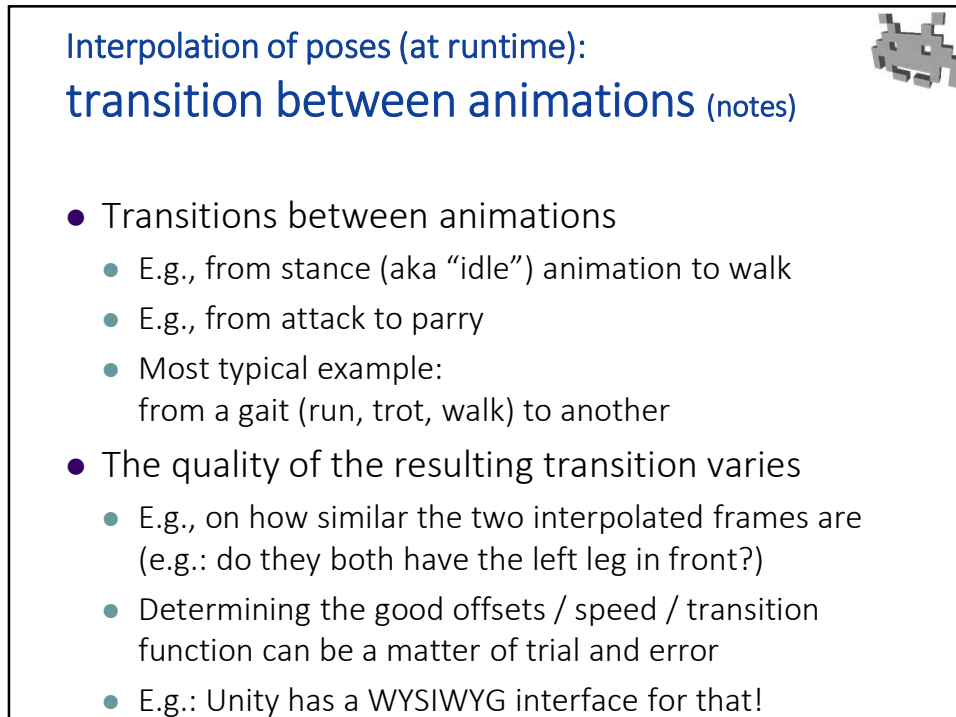 Interpolation of poses (at runtime):
transition between animations (notes)
● Transitions between animations
● E.g., from stance (aka “idle”) animation to walk
● E.g., from attack to parry
● Most typical example:
from a gait (run, trot, walk) to another
● The quality of the resulting transition varies
● E.g., on how similar the two interpolated frames are
(e.g.: do they both have the left leg in front?)
● Determining the good offsets / speed / transition
function can be a matter of trial and error
● E.g.: Unity has a WYSIWYG interface for that!